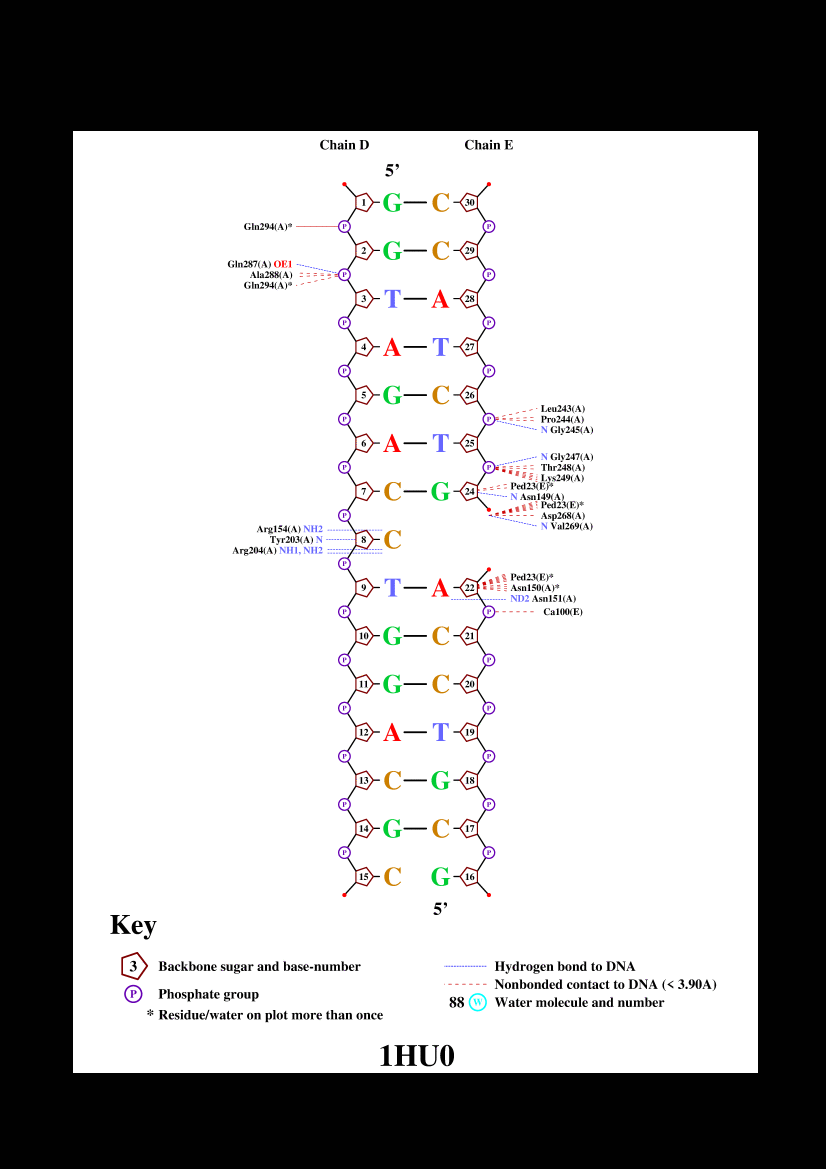 Chain D Chain E
5’
1 G C 30
Gln294(A)* P P
2 G C 29
Gln287(A) OE1
Ala288(A) P P
Gln294(A)*
3 T A 28
P P
4 A T 27
P P
5 G C 26
Leu243(A)
P P Pro244(A)
N Gly245(A)
6 A T 25
N Gly247(A)
P P Thr248(A)
Lys249(A)
7 C G 24 Ped23(E)*
N Asn149(A)
Ped23(E)*
P Asp268(A)
N Val269(A)
Arg154(A) NH2
Tyr203(A) N 8 C
Arg204(A) NH1, NH2
P
Ped23(E)*
9 T A 22 Asn150(A)*
ND2 Asn151(A)
P P Ca100(E)
10 G C 21
P P
11 G C 20
P P
12 A T 19
P P
13 C G 18
P P
14 G C 17
P P
15 C G 16
5’
Key
3 Backbone sugar and base-number
P Phosphate group
* Residue/water on plot more than once
Hydrogen bond to DNA
Nonbonded contact to DNA (< 3.90A)
88 W Water molecule and number
1HU0